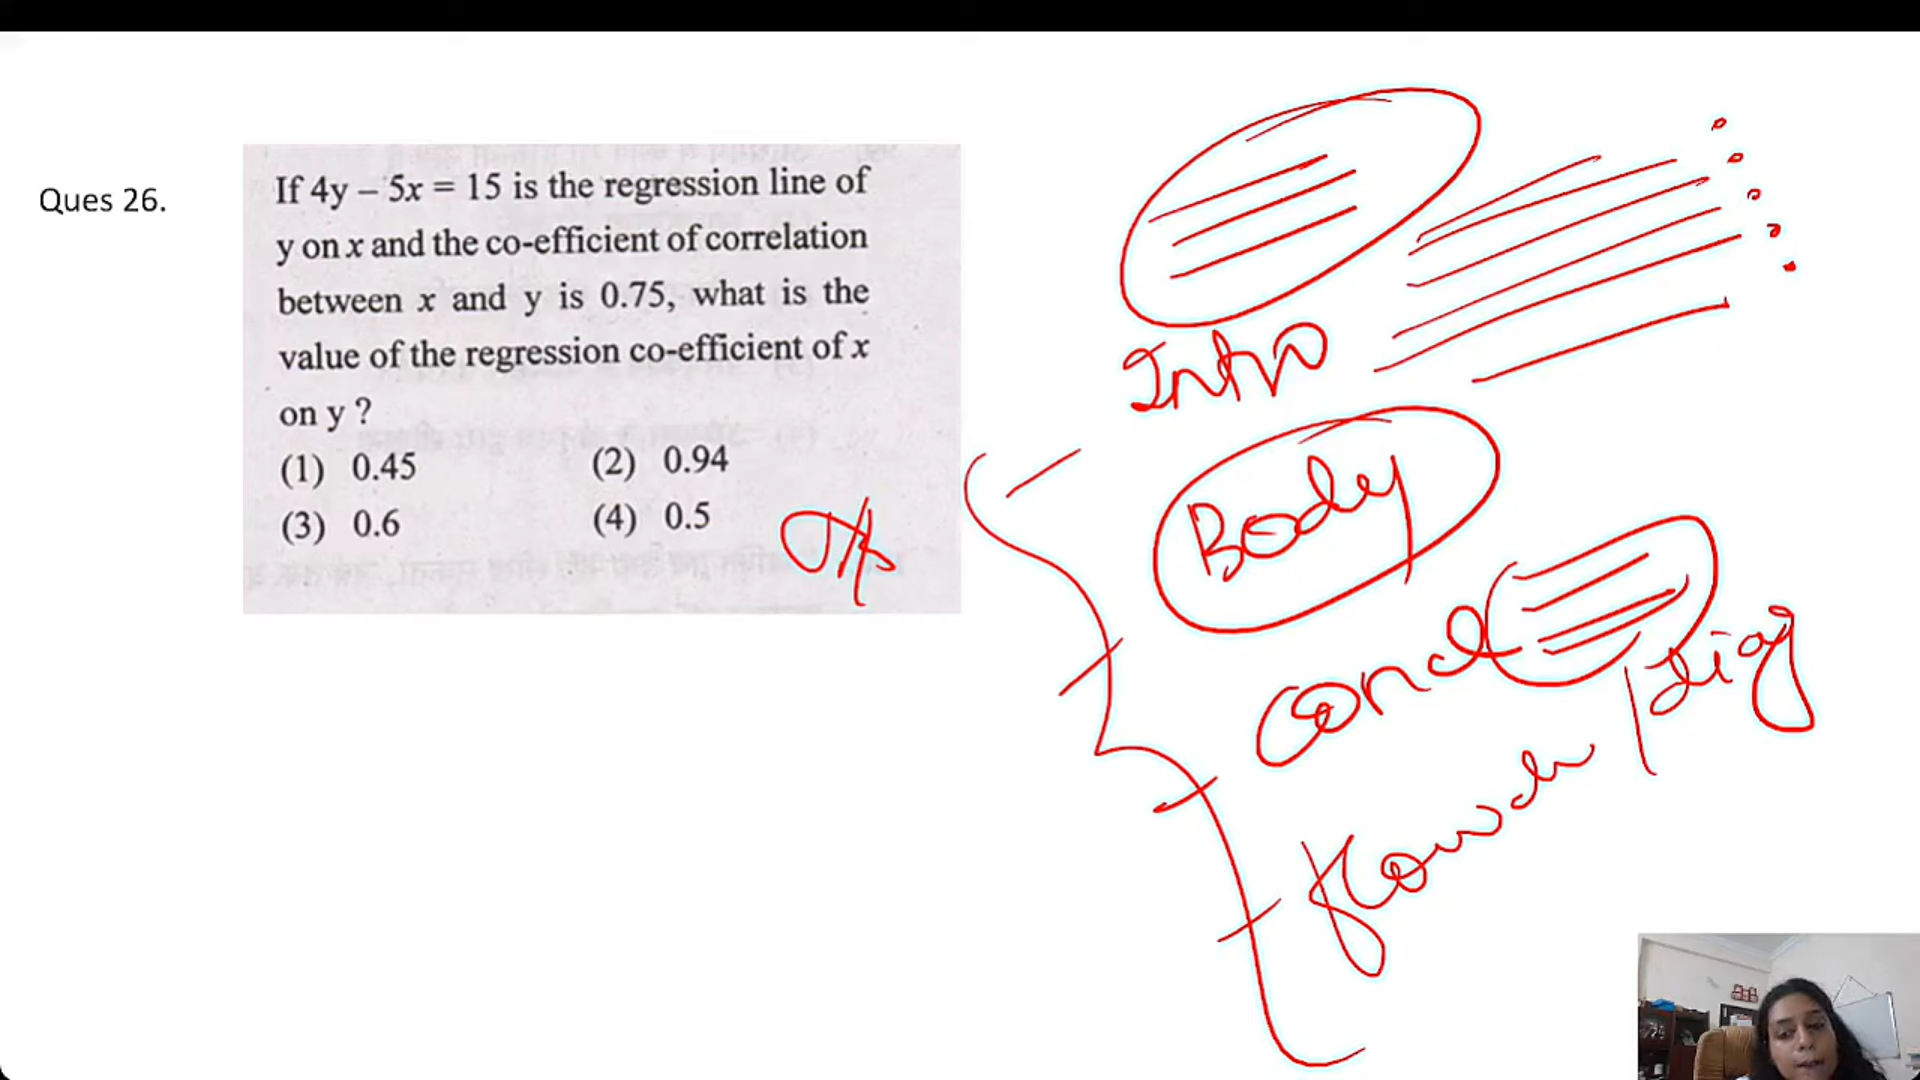 Ques 26.
If 4y – 5x = 15 is the regression line of
y on x and the co-efficient of correlation
between x and y is 0.75, what is the
value of the regression co-efficient of x
on y ?
(1) 0.45 (2) 0.94
(3) 0.6 (4) 0.5
Intro
Body
concl
flowch / diag